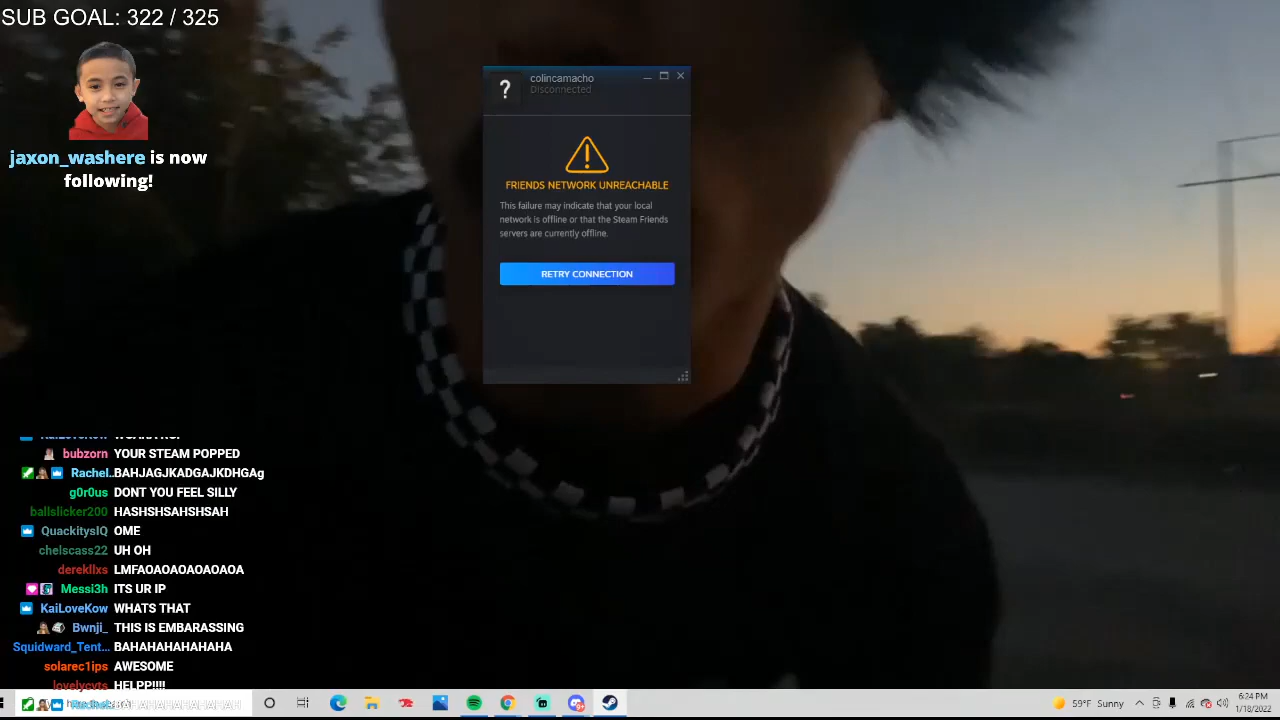 SUB GOAL: 322 / 325
jaxon_washere is now
following!
?
colincamacho
Disconnected
FRIENDS NETWORK UNREACHABLE
This failure may indicate that your local
network is offline or that the Steam Friends
servers are currently offline.
RETRY CONNECTION
KaiLoveKow
bubzorn YOUR STEAM POPPED
Rachel... BAHJAGJKADGAJKDHGAg
g0r0us DONT YOU FEEL SILLY
ballslicker200 HASHSHSAHSHSAH
QuackitysIQ OME
chelscass22 UH OH
derekllxs LMFAOAOAOAOAOAOA
Messi3h ITS UR IP
KaiLoveKow WHATS THAT
Bwnji_ THIS IS EMBARASSING
Squidward_Tent... BAHAHAHAHAHAHA
solarec1ips AWESOME
lovelycvts HELPP!!!!
59°F Sunny
6:24 PM
1/18/2022